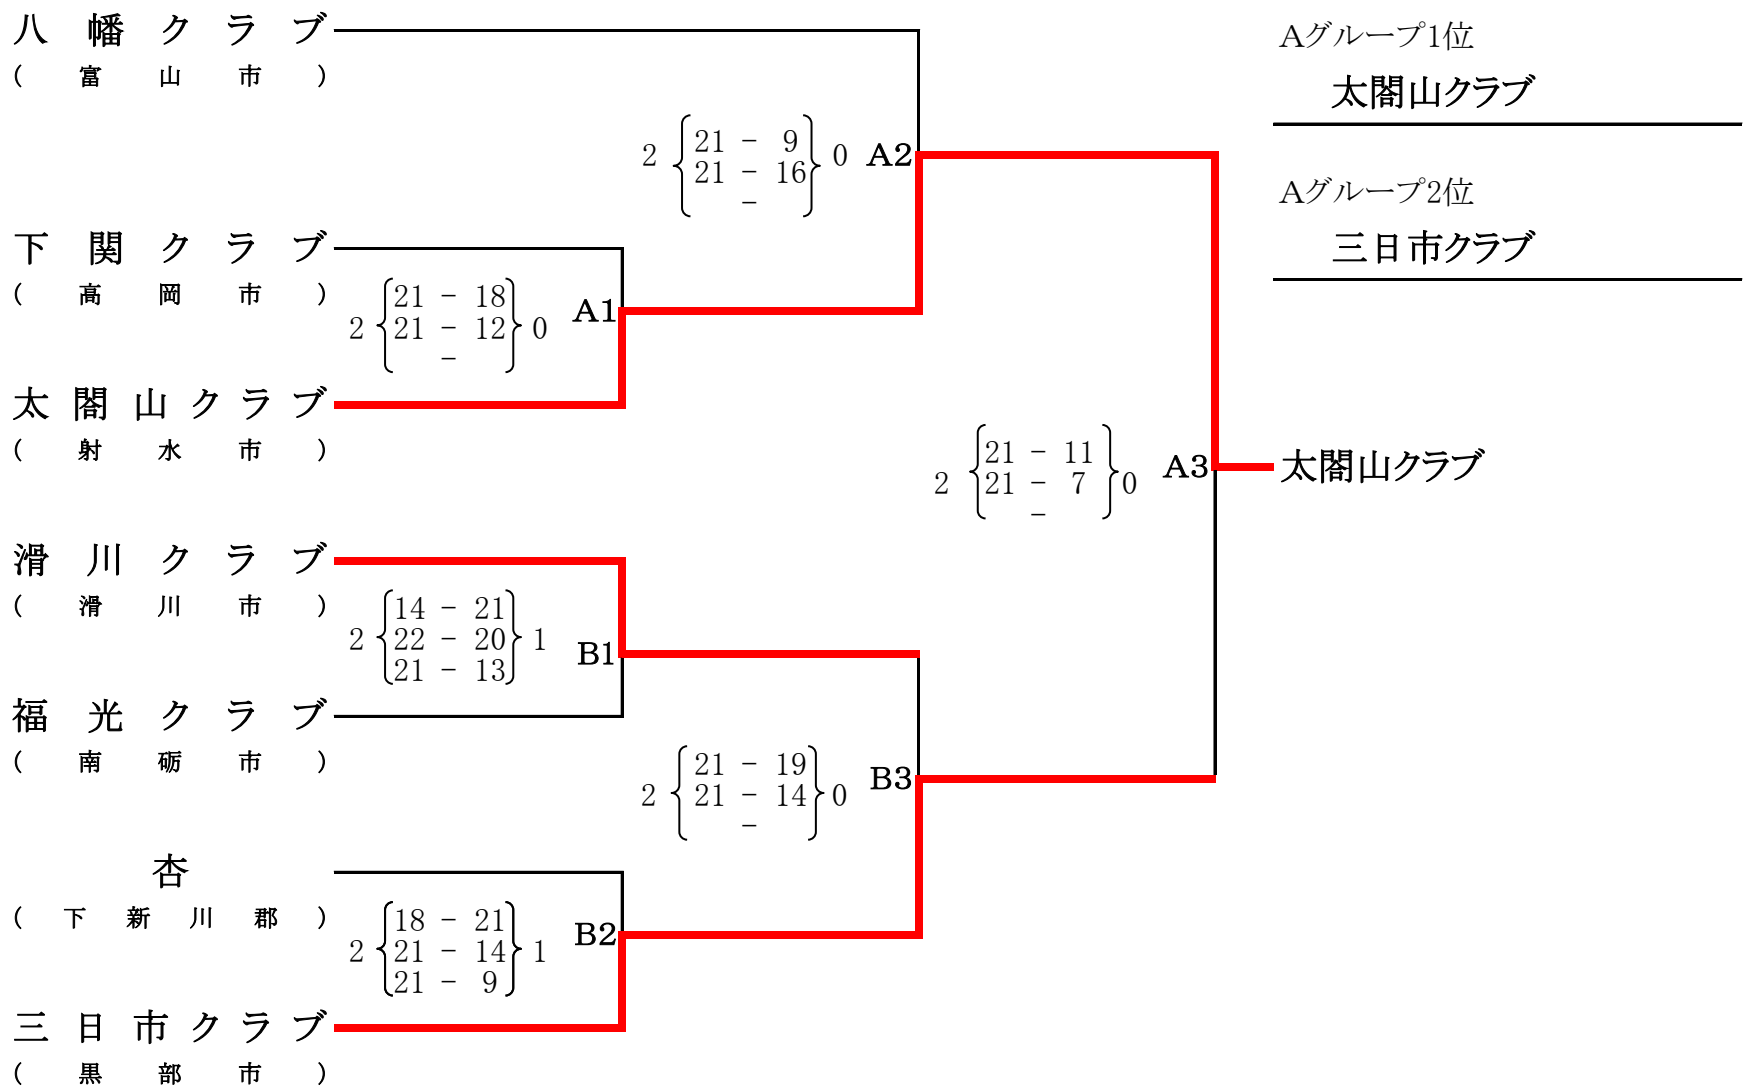 八幡クラブ
(富山市)
Aグループ1位
太閤山クラブ
2 21 - 9 0 A2
21 - 16
-
Aグループ2位
三日市クラブ
下関クラブ
(高岡市)
2 21 - 18 0 A1
21 - 12
-
太閤山クラブ
(射水市)
2 21 - 11 0 A3 太閤山クラブ
21 - 7
-
滑川クラブ
(滑川市)
2 14 - 21 1 B1
22 - 20
21 - 13
福光クラブ
(南砺市)
2 21 - 19 0 B3
21 - 14
-
杏
(下新川郡)
2 18 - 21 1 B2
21 - 14
21 - 9
三日市クラブ
(黒部市)